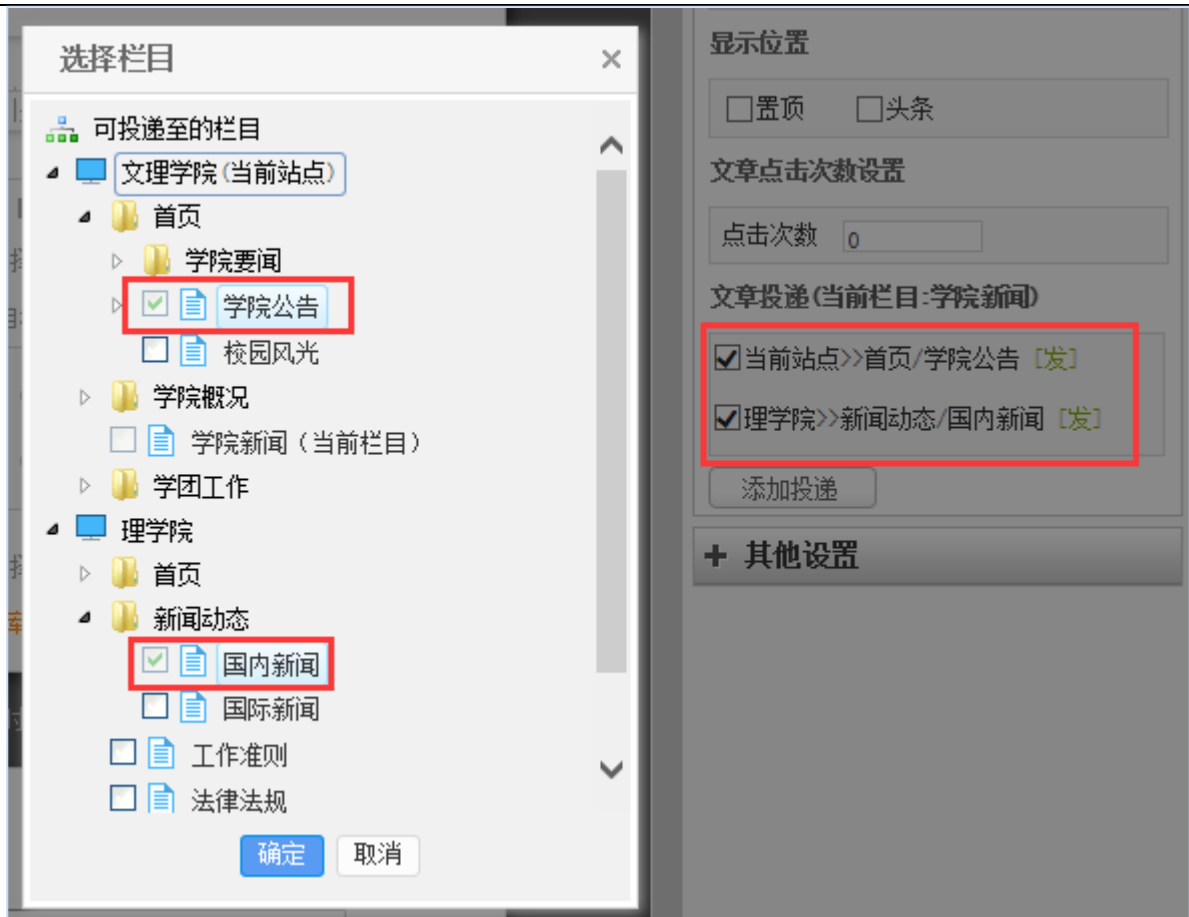 选择栏目
可投递至的栏目
文理学院(当前站点)
首页
学院要闻
学院公告
校园风光
学院概况
学院新闻（当前栏目）
学团工作
理学院
首页
新闻动态
国内新闻
国际新闻
工作准则
法律法规
确定 取消
显示位置
置顶 头条
文章点击次数设置
点击次数 0
文章投递(当前栏目:学院新闻)
当前站点>>首页/学院公告 [发]
理学院>>新闻动态/国内新闻 [发]
添加投递
+ 其他设置